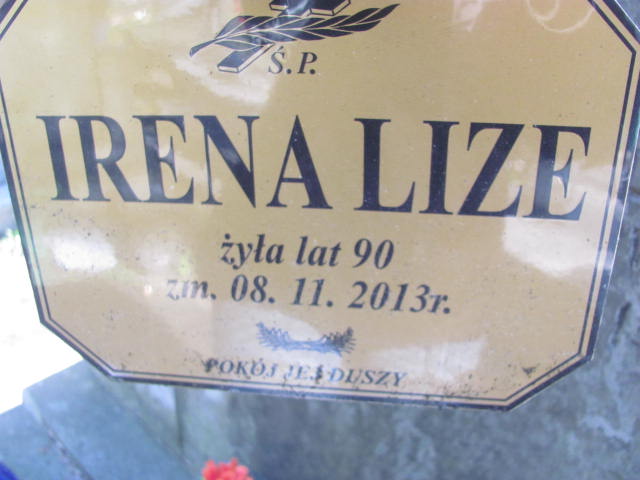 Ś.P.
IRENA LIZE
żyła lat 90
zm. 08. 11. 2013r.
POKÓJ JEJ DUSZY